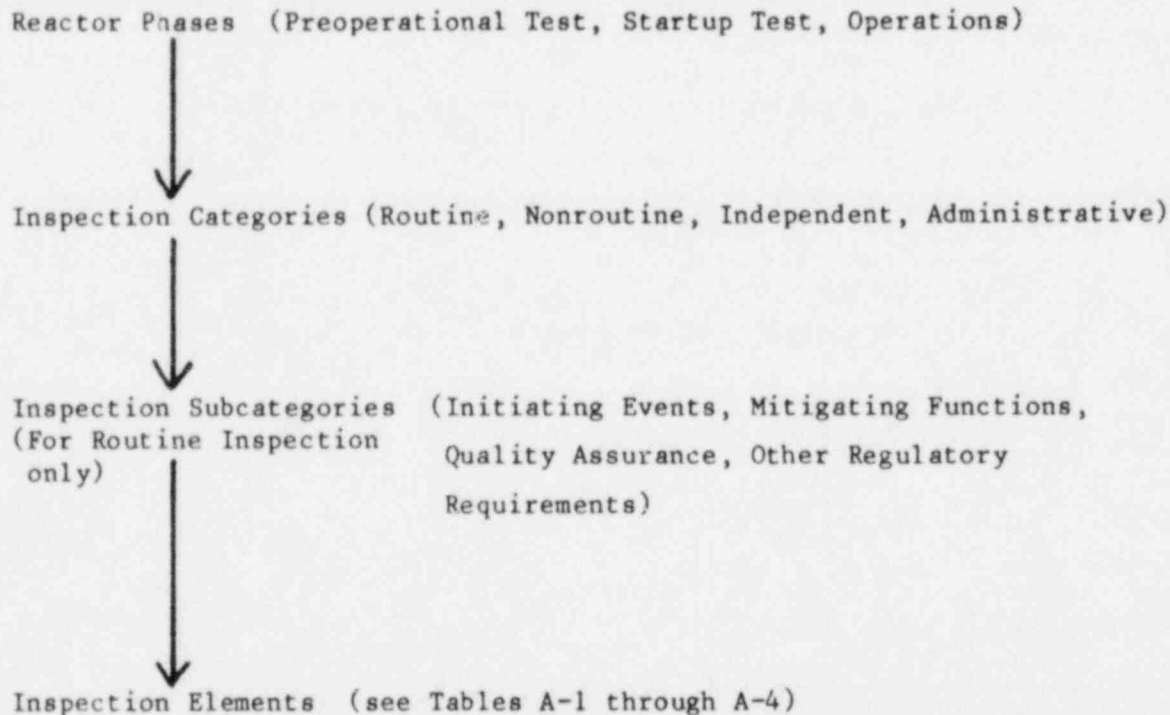 Reactor Phases (Preoperational Test, Startup Test, Operations)
Inspection Categories (Routine, Nonroutine, Independent, Administrative)
Inspection Subcategories (Initiating Events, Mitigating Functions,
(For Routine Inspection
only)
Quality Assurance, Other Regulatory
Requirements)
Inspection Elements (see Tables A-1 through A-4)